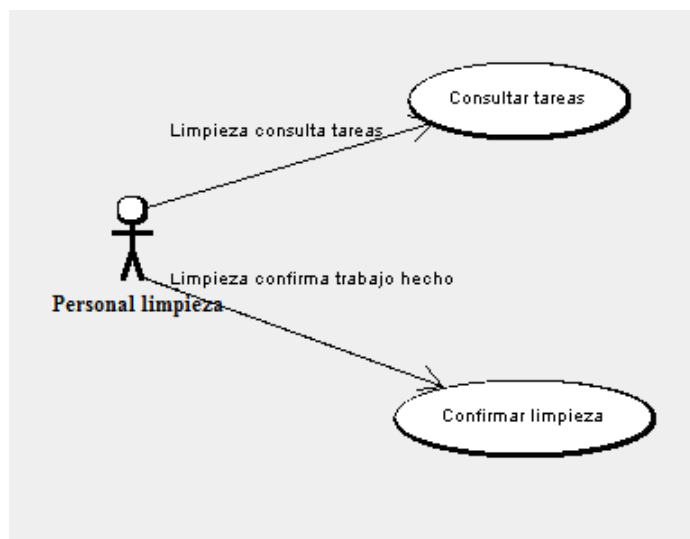 Consultar tareas
Limpieza consulta tareas
Limpieza confirma trabajo hecho
Personal limpieza
Confirmar limpieza